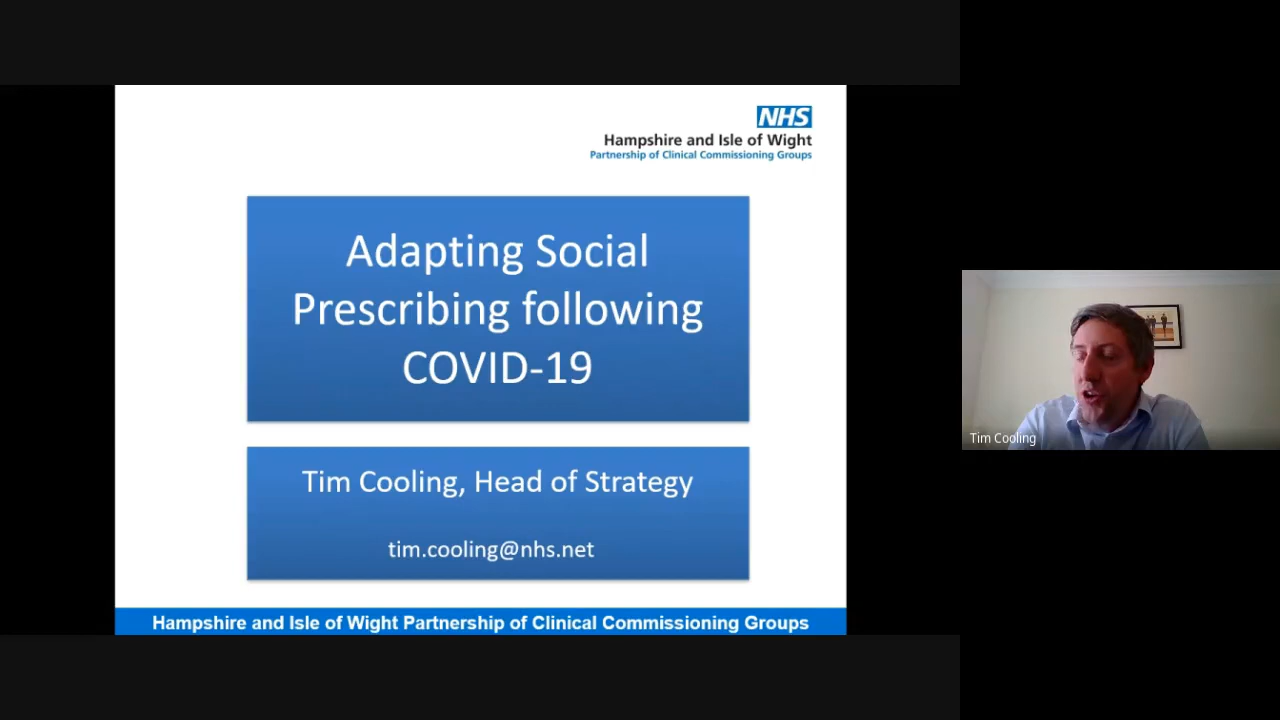 NHS
Hampshire and Isle of Wight
Partnership of Clinical Commissioning Groups
Adapting Social
Prescribing following
COVID-19
Tim Cooling, Head of Strategy
tim.cooling@nhs.net
Hampshire and Isle of Wight Partnership of Clinical Commissioning Groups
Tim Cooling